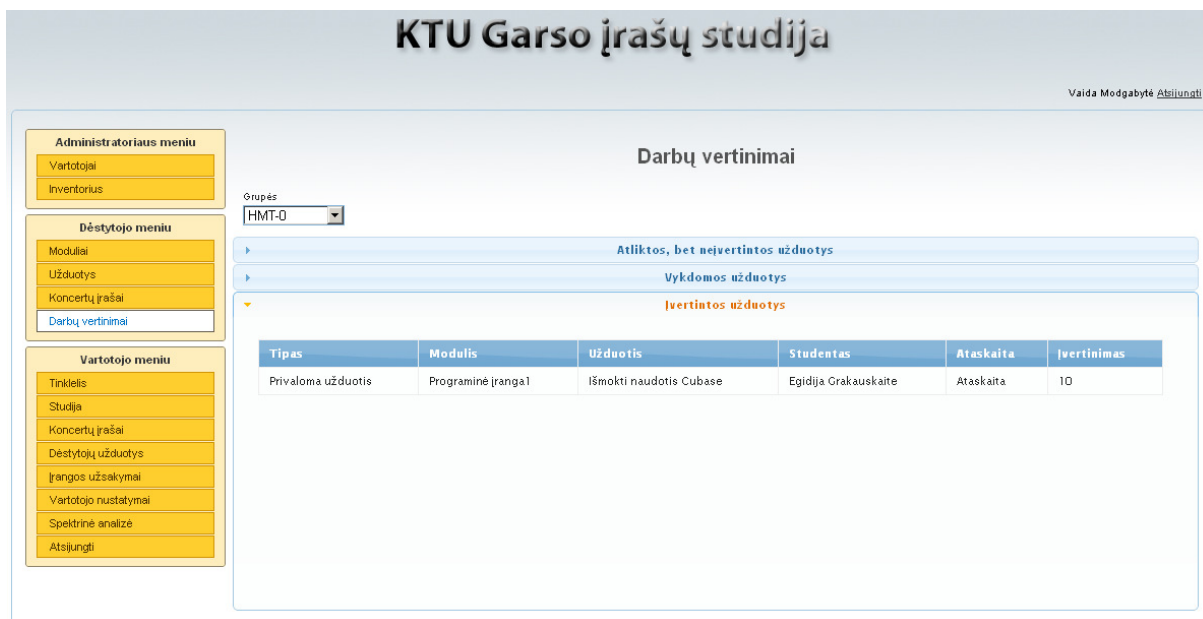 KTU Garso įrašų studija
Vaida Modgabytė Atsijungti
Administratoriaus meniu
Vartotojai
Inventorius
Dėstytojo meniu
Moduliai
Užduotys
Koncertų įrašai
Darbų vertinimai
Vartotojo meniu
Tinklelis
Studija
Koncertų įrašai
Dėstytojų užduotys
Įrangos užsakymai
Vartotojo nustatymai
Spektrinė analizė
Atsijungti
Darbų vertinimai
Grupės
HMT-0
Atliktos, bet neįvertintos užduotys
Vykdomos užduotys
Įvertintos užduotys
Tipas Modulis Užduotis Studentas Ataskaita Įvertinimas
Privaloma užduotis Programinė įranga1 Išmokti naudotis Cubase Egidija Grakauskaite Ataskaita 10